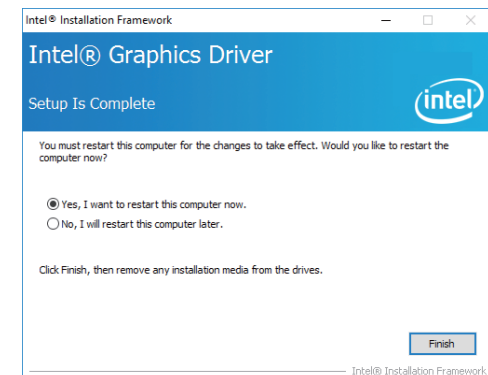 Intel® Installation Framework
Intel® Graphics Driver
Setup Is Complete
intel
You must restart this computer for the changes to take effect. Would you like to restart the
computer now?
Yes, I want to restart this computer now.
No, I will restart this computer later.
Click Finish, then remove any installation media from the drives.
Finish
Intel® Installation Framework